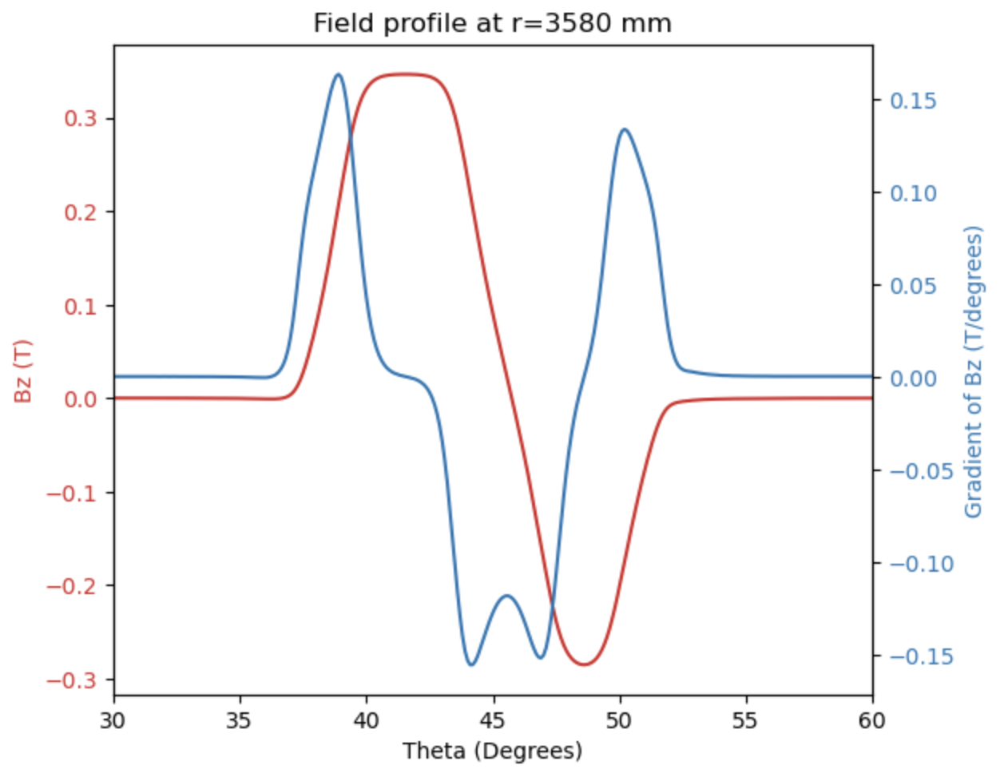 Field profile at r=3580 mm
Bz (T)
0.3
0.2
0.1
0.0
−0.1
−0.2
−0.3
0.15
0.10
0.05
0.00
−0.05
−0.10
−0.15
Gradient of Bz (T/degrees)
30 35 40 45 50 55 60
Theta (Degrees)